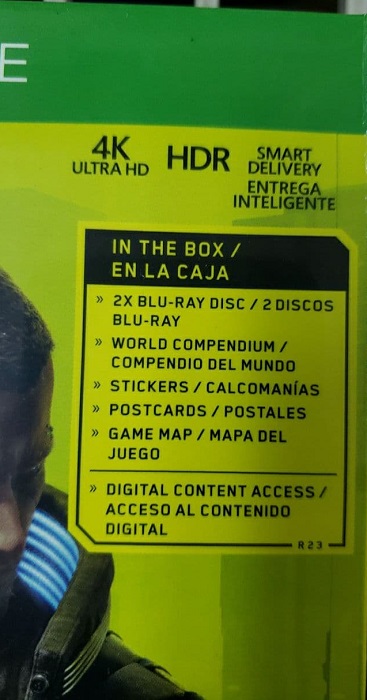 E
4K
ULTRA HD
HDR
SMART
DELIVERY
ENTREGA
INTELIGENTE
IN THE BOX /
EN LA CAJA
» 2X BLU-RAY DISC / 2 DISCOS
BLU-RAY
» WORLD COMPENDIUM /
COMPENDIO DEL MUNDO
» STICKERS / CALCOMANÍAS
» POSTCARDS / POSTALES
» GAME MAP / MAPA DEL
JUEGO
» DIGITAL CONTENT ACCESS /
ACCESO AL CONTENIDO
DIGITAL
R23